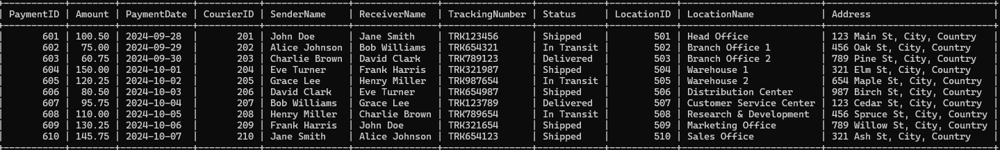 PaymentID | Amount | PaymentDate | CourierID | SenderName | ReceiverName | TrackingNumber | Status | LocationID | LocationName | Address
601 | 100.50 | 2024-09-28 | 201 | John Doe | Jane Smith | TRK123456 | Shipped | 501 | Head Office | 123 Main St, City, Country
602 | 75.00 | 2024-09-29 | 202 | Alice Johnson | Bob Williams | TRK654321 | In Transit | 502 | Branch Office 1 | 456 Oak St, City, Country
603 | 60.75 | 2024-09-30 | 203 | Charlie Brown | David Clark | TRK789123 | Delivered | 503 | Branch Office 2 | 789 Pine St, City, Country
604 | 150.00 | 2024-10-01 | 204 | Eve Turner | Frank Harris | TRK321987 | Shipped | 504 | Warehouse 1 | 321 Elm St, City, Country
605 | 120.25 | 2024-10-02 | 205 | Grace Lee | Henry Miller | TRK987654 | In Transit | 505 | Warehouse 2 | 654 Maple St, City, Country
606 | 80.50 | 2024-10-03 | 206 | David Clark | Eve Turner | TRK654987 | Shipped | 506 | Distribution Center | 987 Birch St, City, Country
607 | 95.75 | 2024-10-04 | 207 | Bob Williams | Grace Lee | TRK123789 | Delivered | 507 | Customer Service Center | 123 Cedar St, City, Country
608 | 110.00 | 2024-10-05 | 208 | Henry Miller | Charlie Brown | TRK789654 | In Transit | 508 | Research & Development | 456 Spruce St, City, Country
609 | 130.25 | 2024-10-06 | 209 | Frank Harris | John Doe | TRK321654 | Shipped | 509 | Marketing Office | 789 Willow St, City, Country
610 | 145.75 | 2024-10-07 | 210 | Jane Smith | Alice Johnson | TRK654123 | Shipped | 510 | Sales Office | 321 Ash St, City, Country